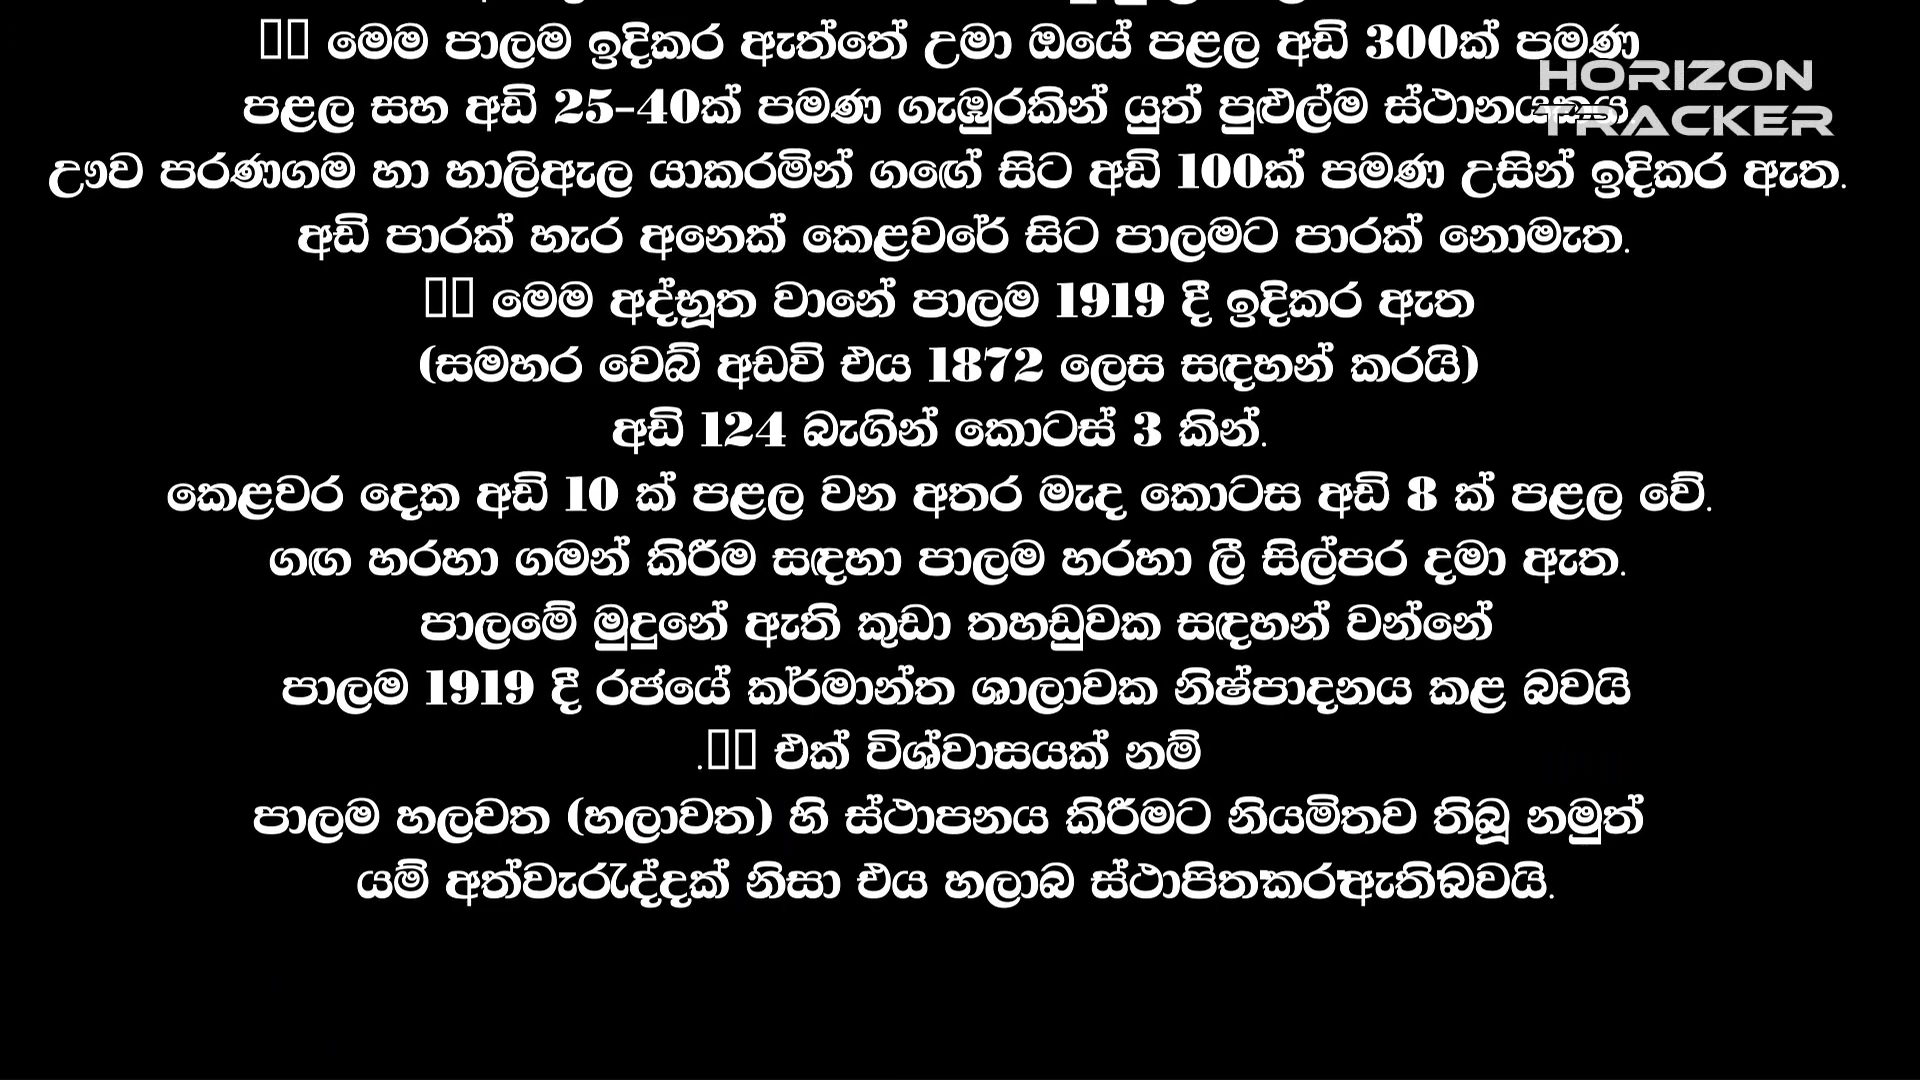 මෙම පාලම ඉදිකර ඇත්තේ උමා ඔයේ පළල අඩි 300ක් පමණ
පළල සහ අඩි 25-40ක් පමණ ගැඹුරකින් යුත් පුළුල්ම ස්ථානයකය.
HORIZON
TRACKER
ඌව පරණගම හා හාලිඇල යාකරමින් ගඟේ සිට අඩි 100ක් පමණ උසින් ඉදිකර ඇත.
අඩි පාරක් හැර අනෙක් කෙළවරේ සිට පාලමට පාරක් නොමැත.
මෙම අද්භූත වානේ පාලම 1919 දී ඉදිකර ඇත
(සමහර වෙබ් අඩවි එය 1872 ලෙස සඳහන් කරයි)
අඩි 124 බැගින් කොටස් 3 කින්.
කෙළවර දෙක අඩි 10 ක් පළල වන අතර මැද කොටස අඩි 8 ක් පළල වේ.
ගඟ හරහා ගමන් කිරීම සඳහා පාලම හරහා ලී සිල්පර දමා ඇත.
පාලමේ මුදුනේ ඇති කුඩා තහඩුවක සඳහන් වන්නේ
පාලම 1919 දී රජයේ කර්මාන්ත ශාලාවක නිෂ්පාදනය කළ බවයි
. එක් විශ්වාසයක් නම්
පාලම හලවත (හලාවත) හි ස්ථාපනය කිරීමට නියමිතව තිබූ නමුත්
යම් අත්වැරැද්දක් නිසා එය හලාබ ස්ථාපිතකරඇතිබවයි.